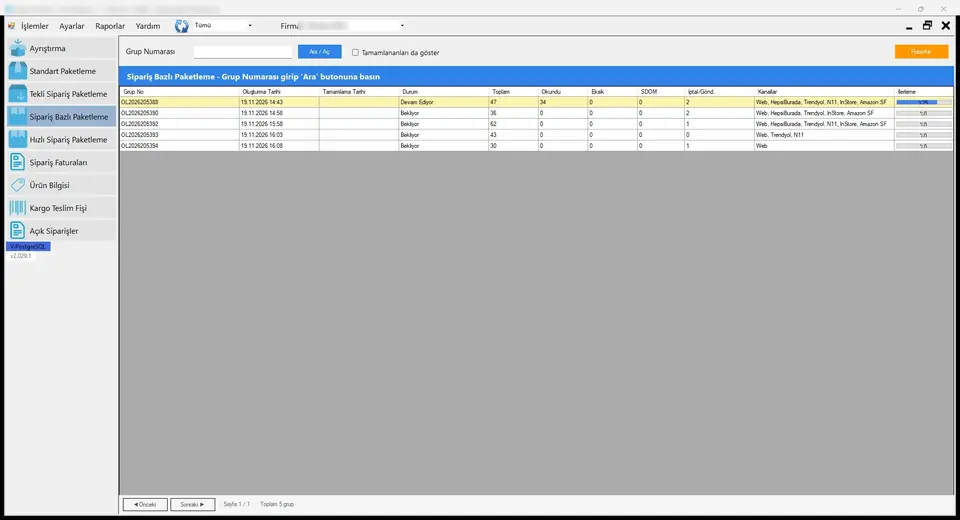 İşlemler Ayarlar Raporlar Yardım Tümü Firma
Ayrıştırma
Standart Paketleme
Tekli Sipariş Paketleme
Sipariş Bazlı Paketleme
Hızlı Sipariş Paketleme
Sipariş Faturaları
Ürün Bilgisi
Kargo Teslim Fişi
Açık Siparişler
V-PostgreSQL
v2.029.1
Grup Numarası Ara / Aç Tamamlananları da göster Raporlar
Sipariş Bazlı Paketleme - Grup Numarası girip 'Ara' butonuna basın
Grup No Oluşturma Tarihi Tamamlama Tarihi Durum Toplam Okundu Eksik SDOM İptal/Gönd. Kanallar İlerleme
OL2026205388 19.11.2026 14:43 Devam Ediyor 47 34 0 0 2 Web, HepsiBurada, Trendyol, N11, InStore, Amazon SF
OL2026205390 19.11.2026 14:58 Bekliyor 36 0 0 0 2 Web, HepsiBurada, Trendyol, N11, InStore, Amazon SF
OL2026205392 19.11.2026 15:58 Bekliyor 62 0 0 0 1 Web, HepsiBurada, Trendyol, N11, InStore, Amazon SF
OL2026205393 19.11.2026 16:03 Bekliyor 43 0 0 0 0 Web, Trendyol, N11
OL2026205394 19.11.2026 16:08 Bekliyor 30 0 0 0 1 Web
◄ Önceki Sonraki ► Sayfa 1 / 1 Toplam 5 grup